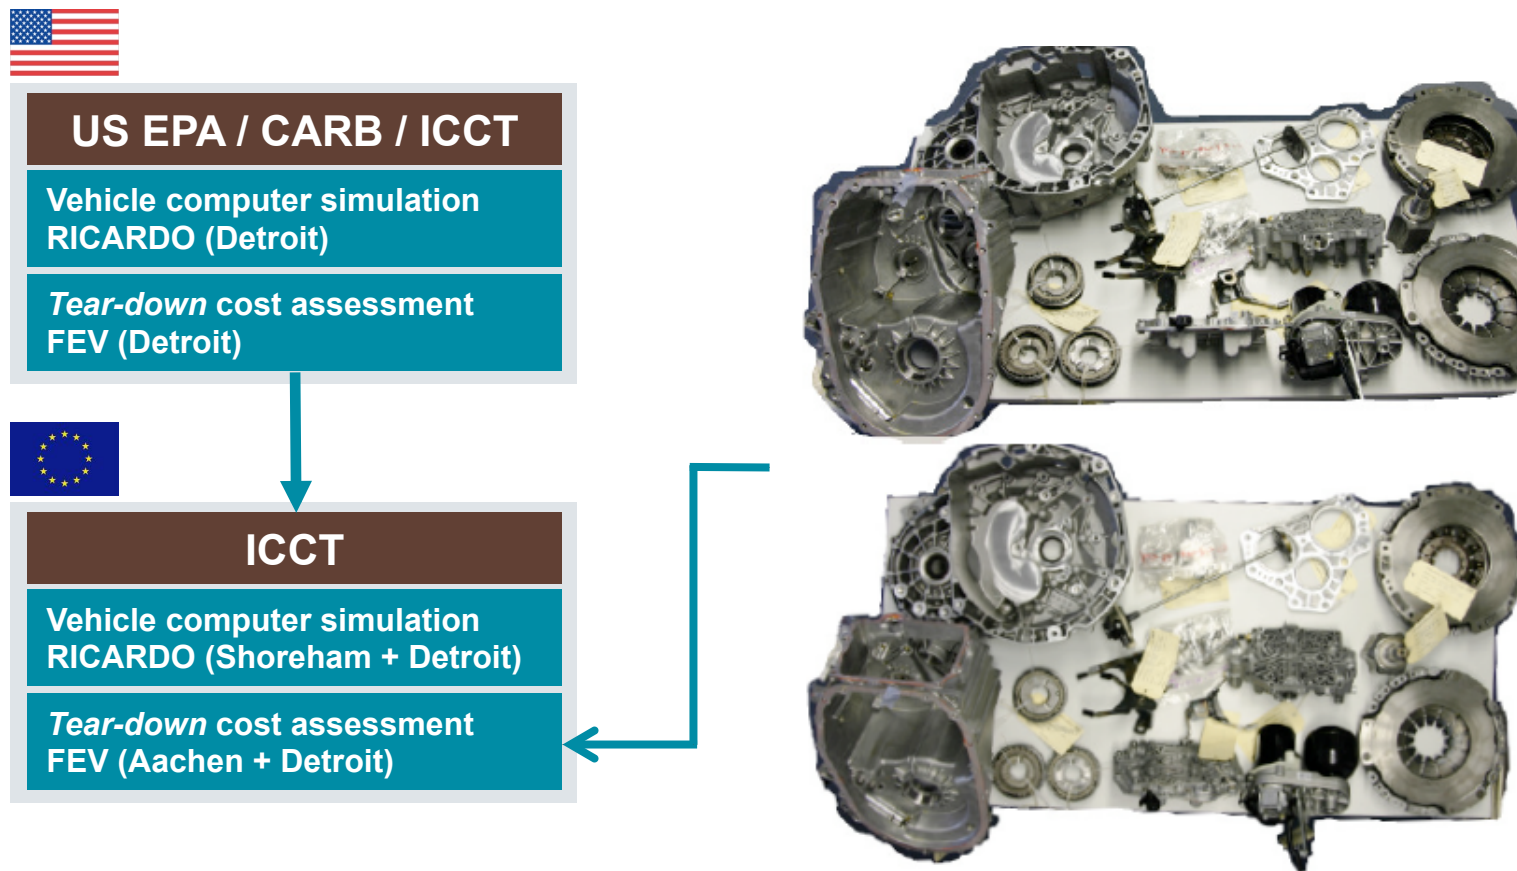 US EPA / CARB / ICCT
Vehicle computer simulation
RICARDO (Detroit)
Tear-down cost assessment
FEV (Detroit)
ICCT
Vehicle computer simulation
RICARDO (Shoreham + Detroit)
Tear-down cost assessment
FEV (Aachen + Detroit)